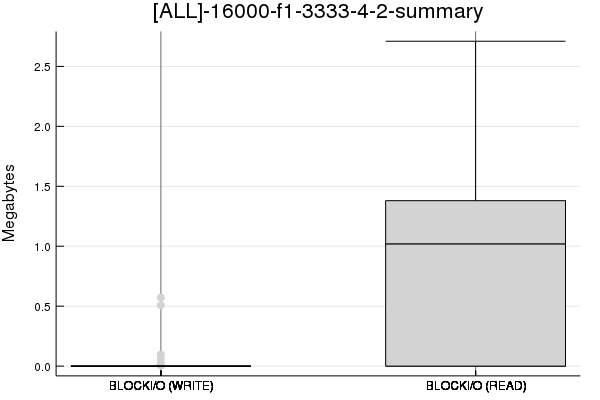 [ALL]-16000-f1-3333-4-2-summary
Megabytes
2.5
2.0
1.5
1.0
0.5
0.0
BLOCKI/O (WRITE) BLOCKI/O (READ)